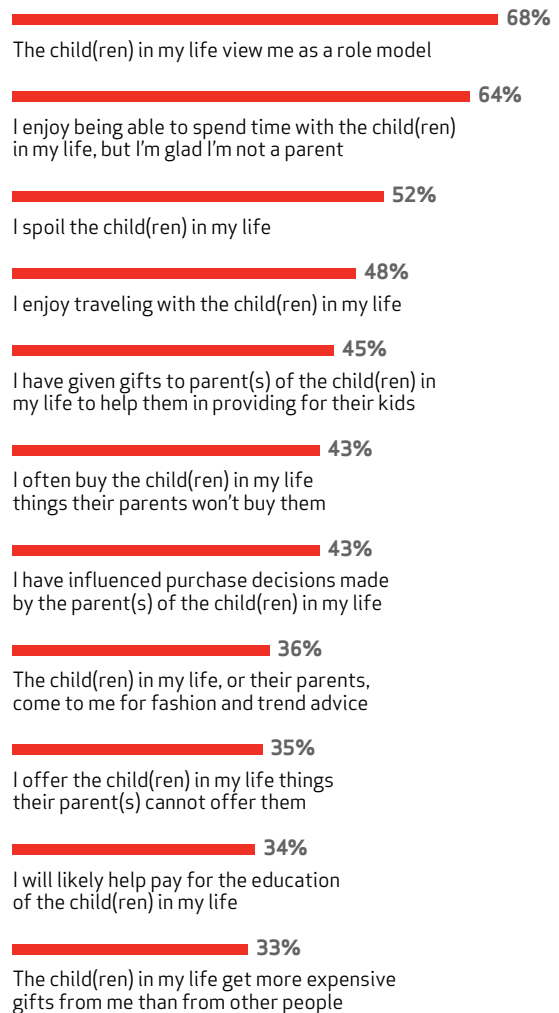 68%
The child(ren) in my life view me as a role model
64%
I enjoy being able to spend time with the child(ren)
in my life, but I'm glad I'm not a parent
52%
I spoil the child(ren) in my life
48%
I enjoy traveling with the child(ren) in my life
45%
I have given gifts to parent(s) of the child(ren) in
my life to help them in providing for their kids
43%
I often buy the child(ren) in my life
things their parents won't buy them
43%
I have influenced purchase decisions made
by the parent(s) of the child(ren) in my life
36%
The child(ren) in my life, or their parents,
come to me for fashion and trend advice
35%
I offer the child(ren) in my life things
their parent(s) cannot offer them
34%
I will likely help pay for the education
of the child(ren) in my life
33%
The child(ren) in my life get more expensive
gifts from me than from other people